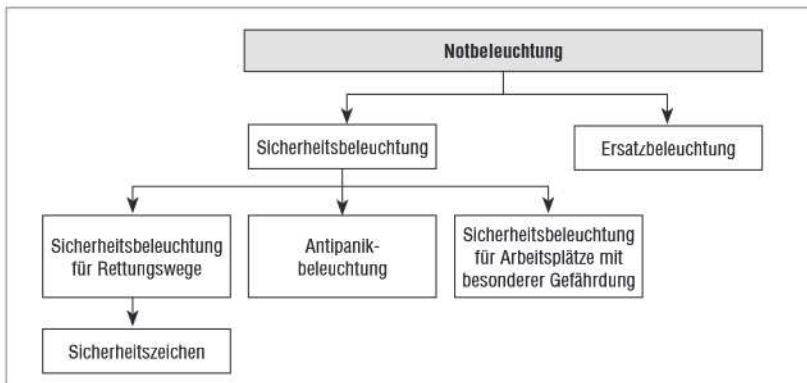 Notbeleuchtung
Sicherheitsbeleuchtung
Ersatzbeleuchtung
Sicherheitsbeleuchtung
für Rettungswege
Antipanik-
beleuchtung
Sicherheitsbeleuchtung
für Arbeitsplätze mit
besonderer Gefährdung
Sicherheitszeichen